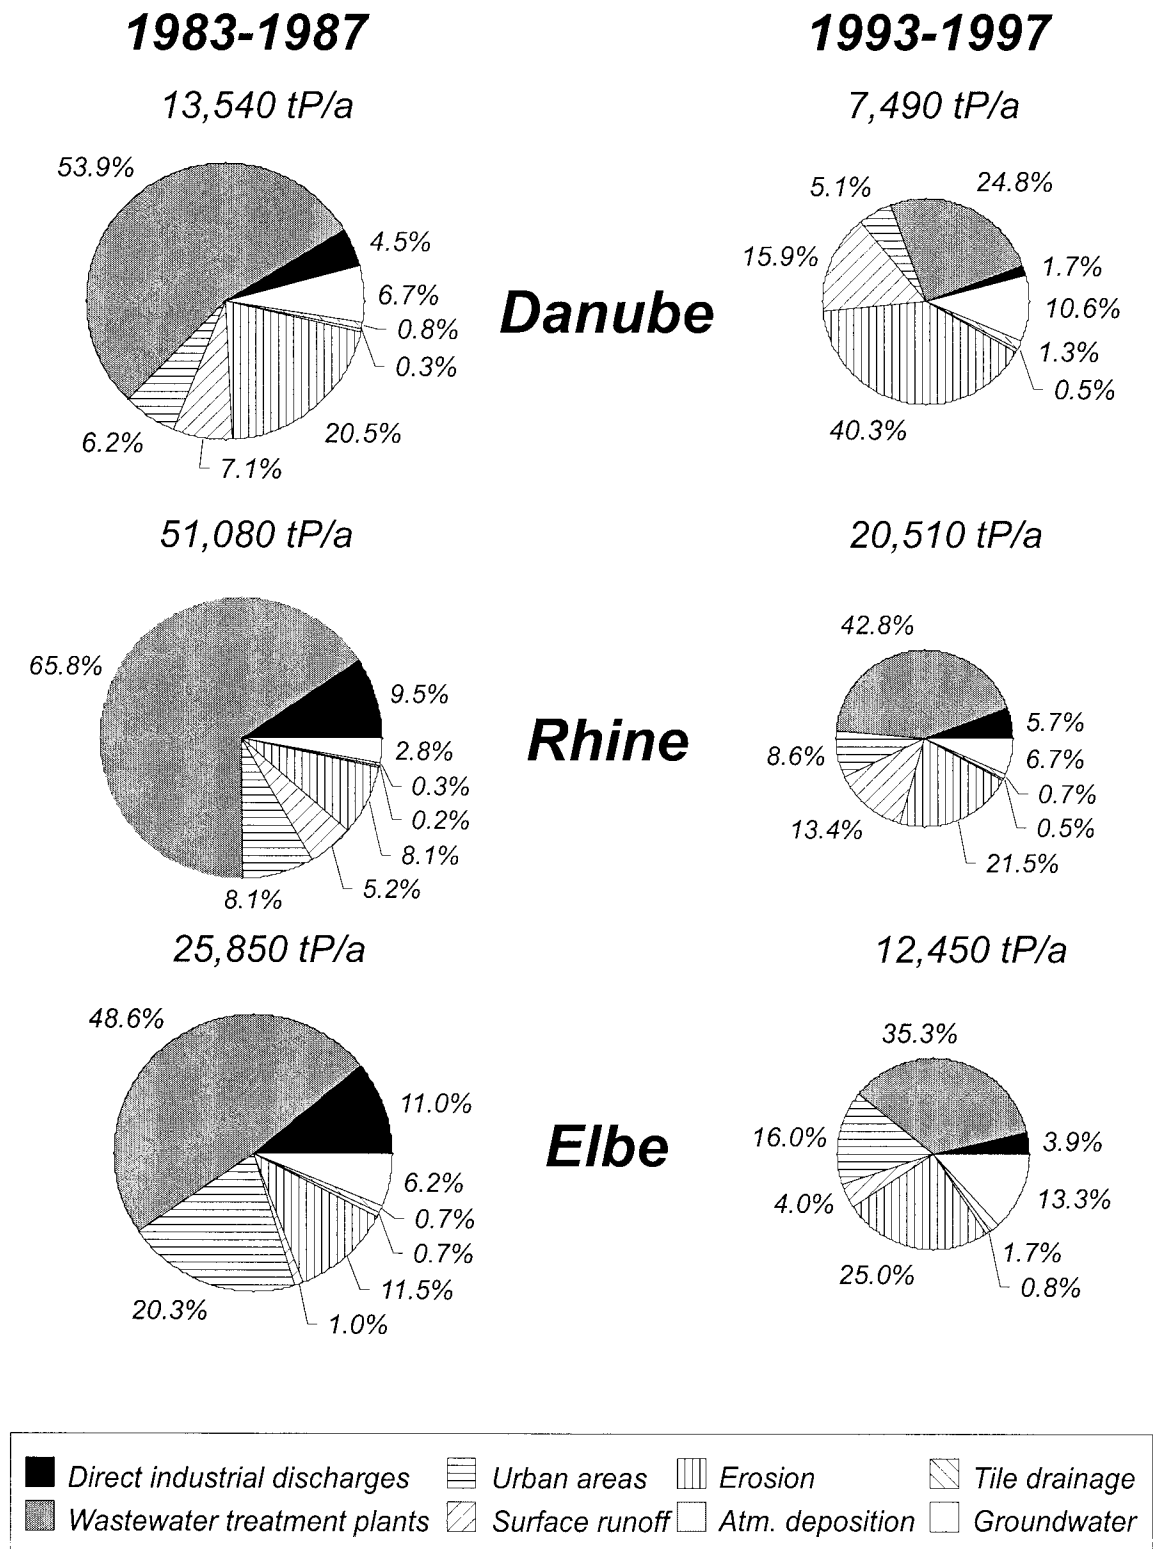 1983-1987
1993-1997
13,540 tP/a
7,490 tP/a
53.9%
4.5%
6.7%
0.8%
0.3%
20.5%
7.1%
6.2%
Danube
5.1%
24.8%
15.9%
1.7%
10.6%
1.3%
0.5%
40.3%
51,080 tP/a
20,510 tP/a
65.8%
9.5%
2.8%
0.3%
0.2%
8.1%
5.2%
8.1%
Rhine
42.8%
5.7%
8.6%
6.7%
0.7%
0.5%
13.4%
21.5%
25,850 tP/a
12,450 tP/a
48.6%
11.0%
6.2%
0.7%
0.7%
11.5%
20.3%
1.0%
Elbe
35.3%
16.0%
3.9%
4.0%
13.3%
1.7%
0.8%
25.0%
Direct industrial discharges
Urban areas
Erosion
Tile drainage
Wastewater treatment plants
Surface runoff
Atm. deposition
Groundwater